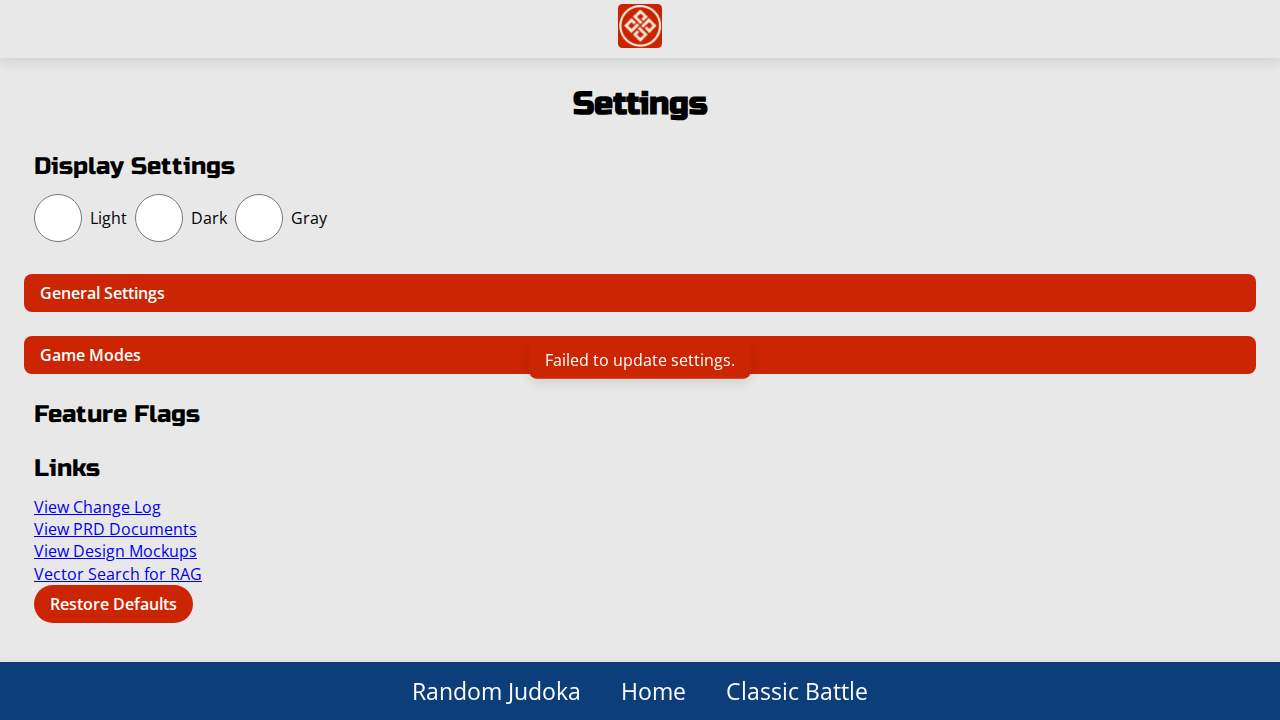 Settings
Display Settings
Light Dark Gray
General Settings
Game Modes
Failed to update settings.
Feature Flags
Links
View Change Log
View PRD Documents
View Design Mockups
Vector Search for RAG
Restore Defaults
Random Judoka Home Classic Battle